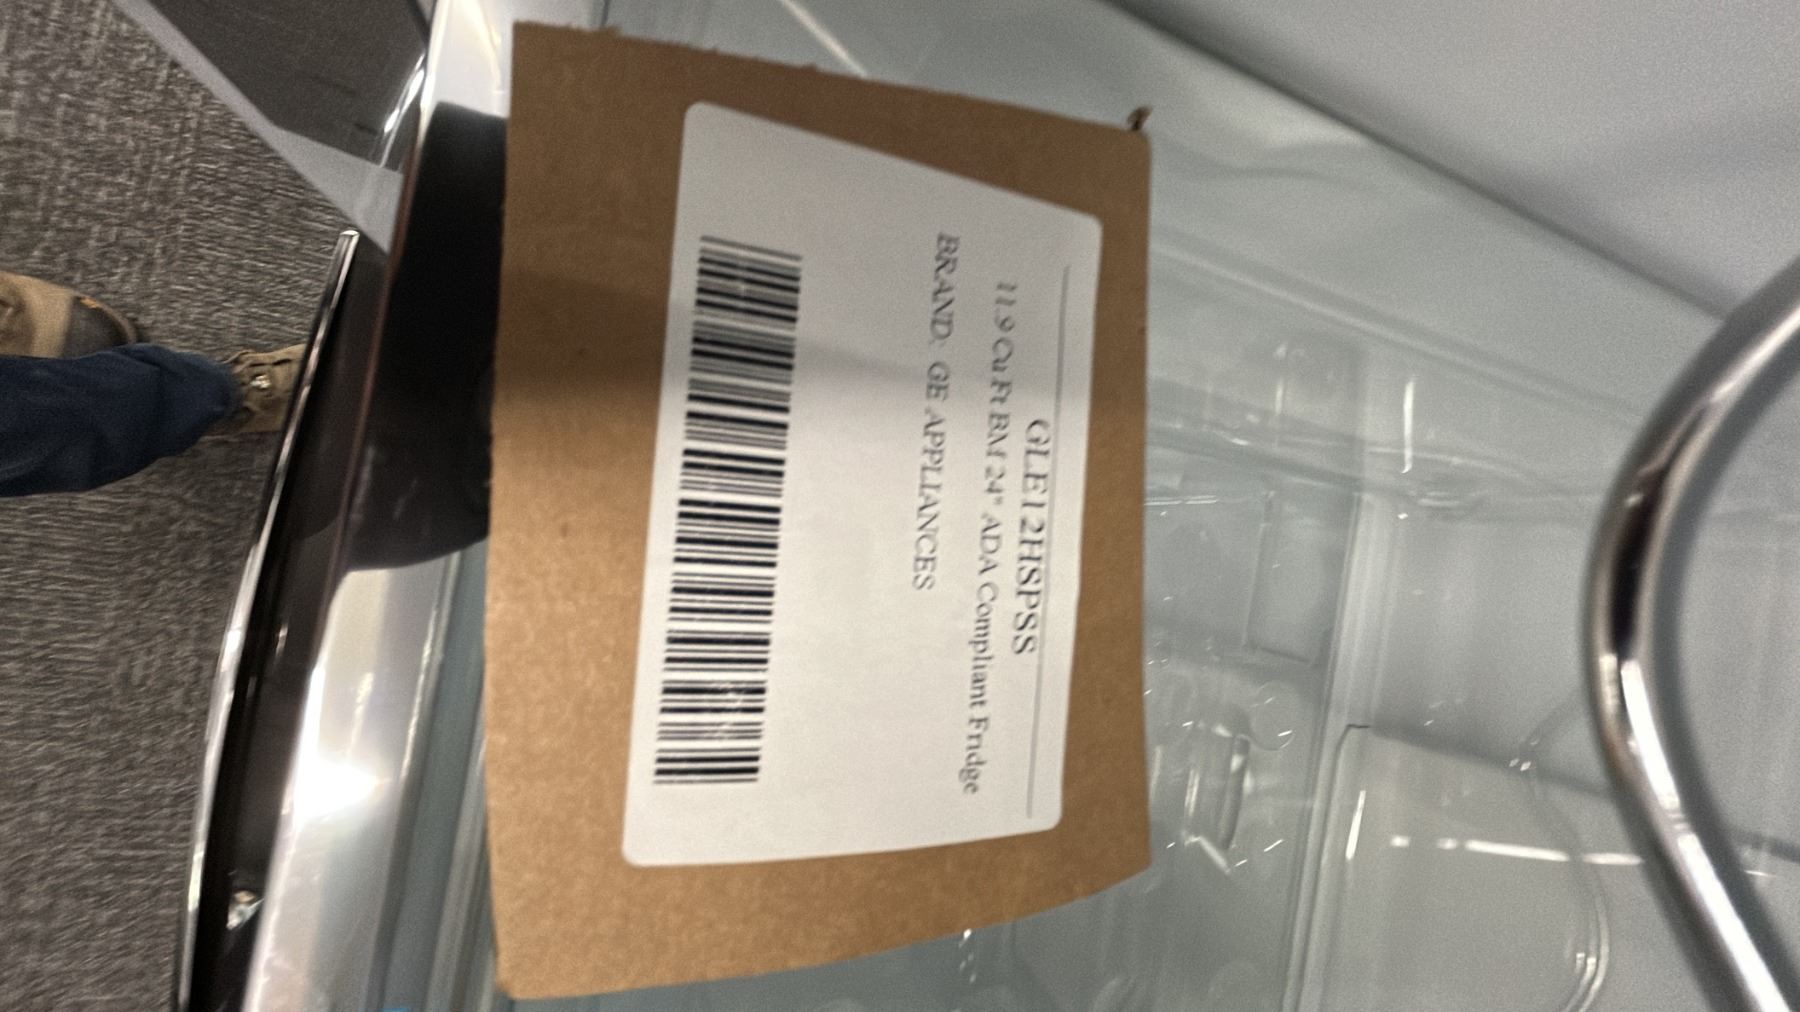 GLE12HSPSS
11.9 Cu Ft BM 24" ADA Compliant Fridge
BRAND: GE APPLIANCES